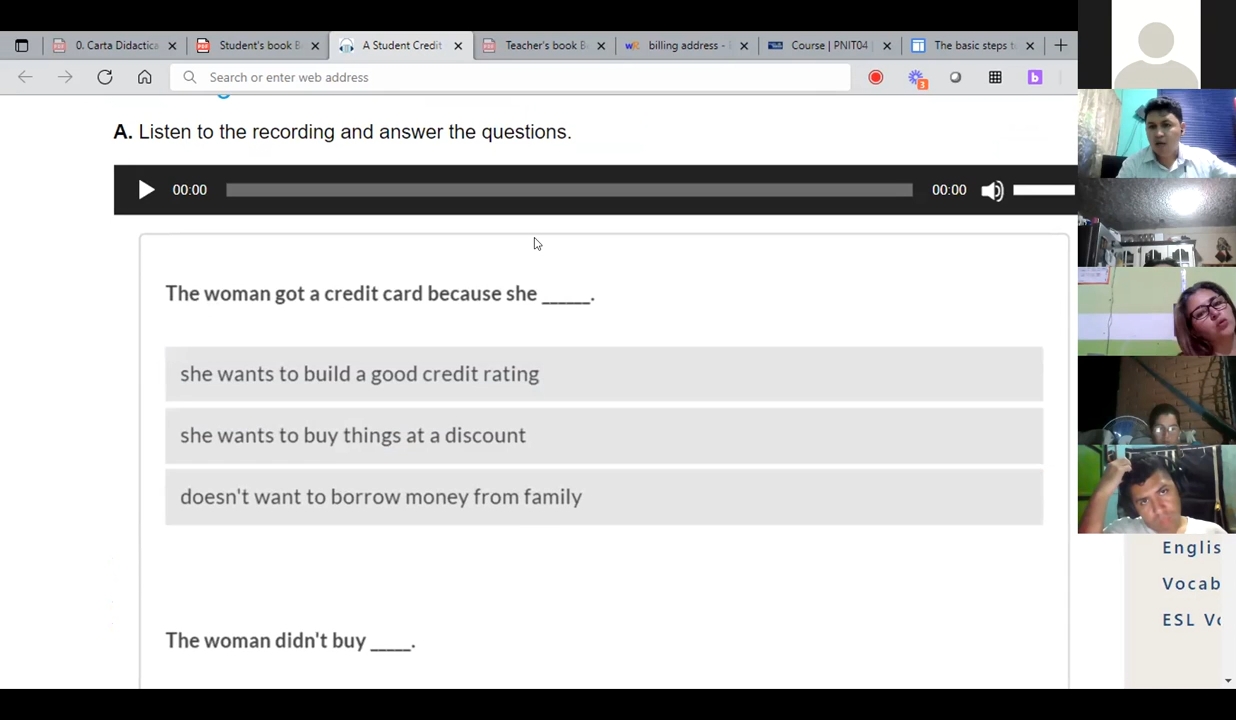 0. Carta Didactica
Student's book B
A Student Credit
Teacher's book B
billing address -
Course | PNIT04
The basic steps t
Search or enter web address
3
b
A. Listen to the recording and answer the questions.
00:00
00:00
The woman got a credit card because she ______.
she wants to build a good credit rating
she wants to buy things at a discount
doesn't want to borrow money from family
The woman didn't buy _____.
Englis
Vocab
ESL Vo